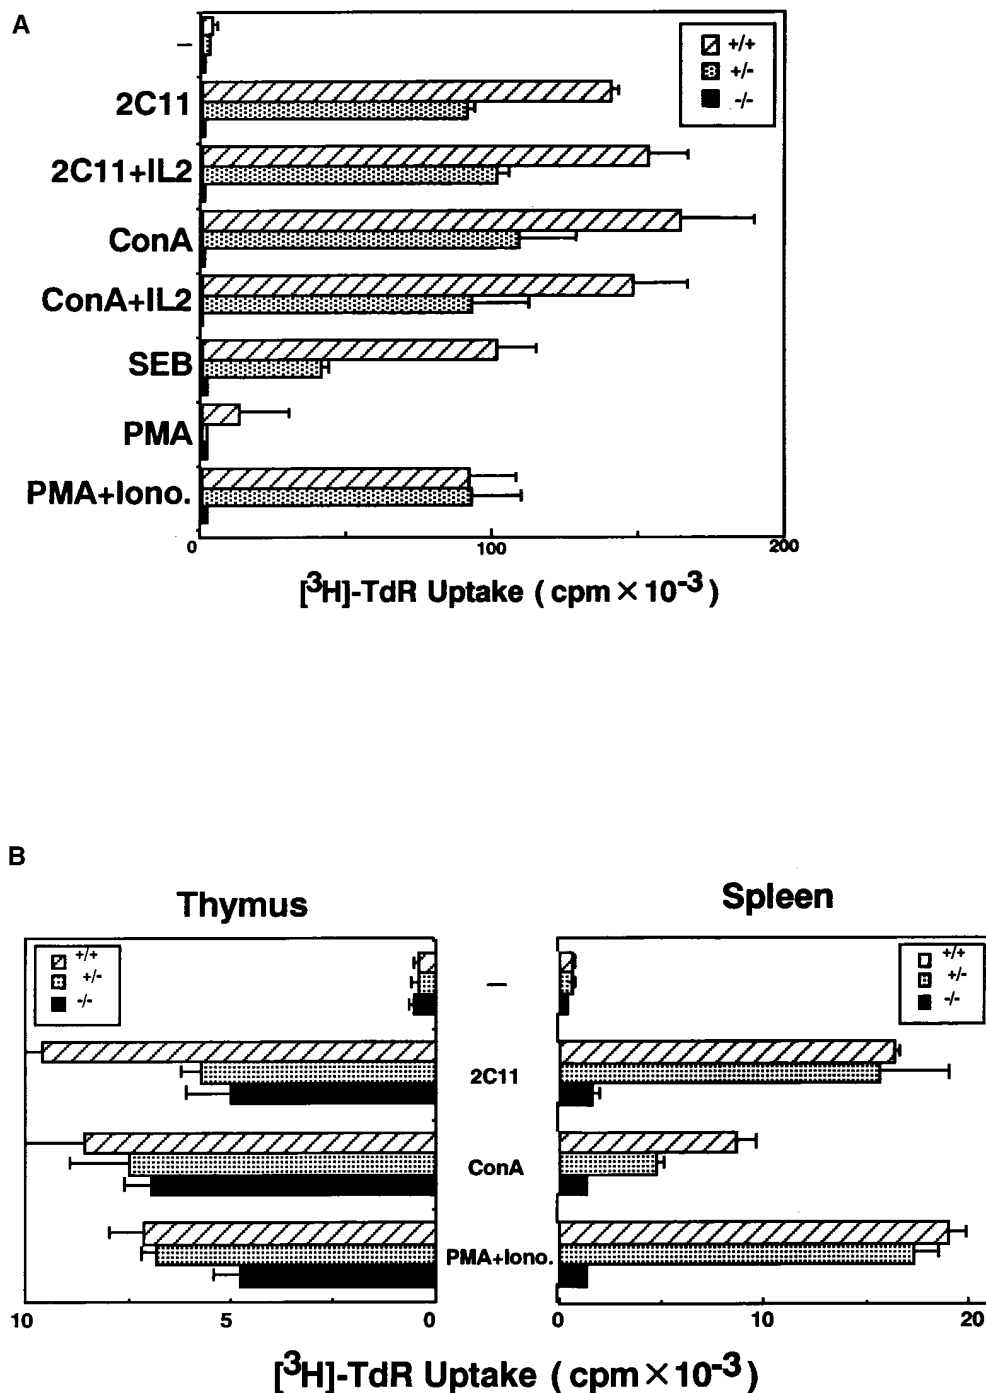 A
+/+
+/-
-/-
–
2C11
2C11+IL2
ConA
ConA+IL2
SEB
PMA
PMA+Iono.
0 100 200
[³H]-TdR Uptake ( cpm × 10⁻³ )
B
Thymus
Spleen
+/+
+/-
-/-
+/+
+/-
-/-
–
2C11
ConA
PMA+Iono.
10 5 0
0 10 20
[³H]-TdR Uptake ( cpm × 10⁻³ )